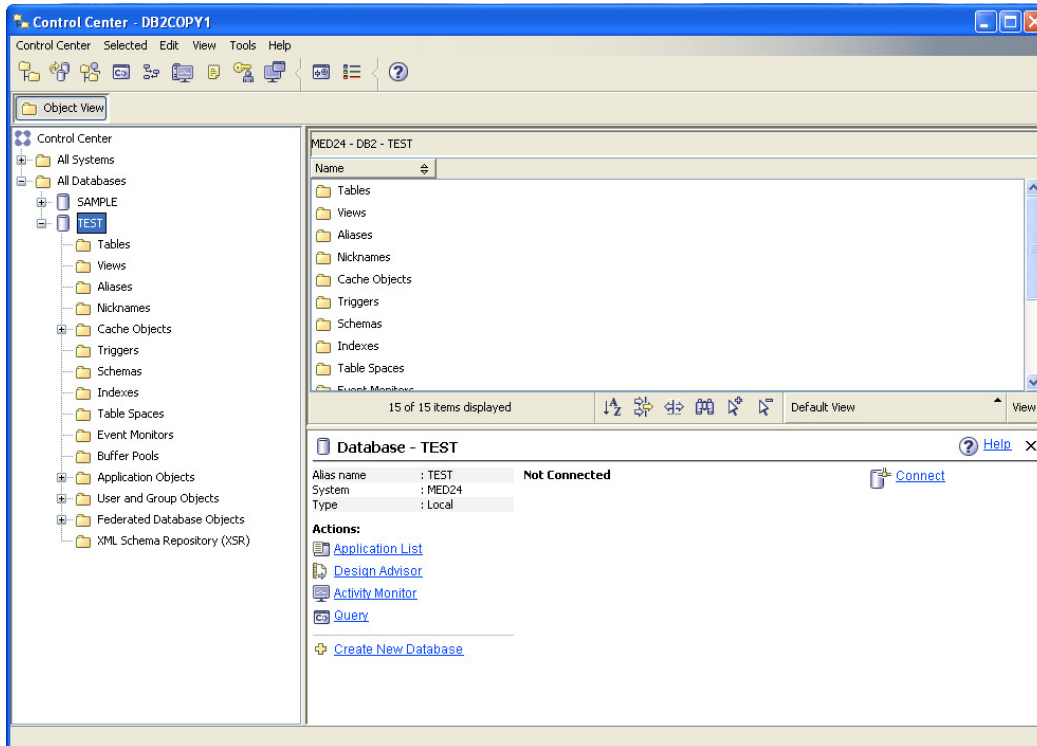 Control Center - DB2COPY1
Control Center Selected Edit View Tools Help
Object View
Control Center
All Systems
All Databases
SAMPLE
TEST
Tables
Views
Aliases
Nicknames
Cache Objects
Triggers
Schemas
Indexes
Table Spaces
Event Monitors
Buffer Pools
Application Objects
User and Group Objects
Federated Database Objects
XML Schema Repository (XSR)
MED24 - DB2 - TEST
Name
Tables
Views
Aliases
Nicknames
Cache Objects
Triggers
Schemas
Indexes
Table Spaces
Event Monitors
15 of 15 items displayed Default View View
Database - TEST Help
Alias name : TEST Not Connected Connect
System : MED24
Type : Local
Actions:
Application List
Design Advisor
Activity Monitor
Query
Create New Database